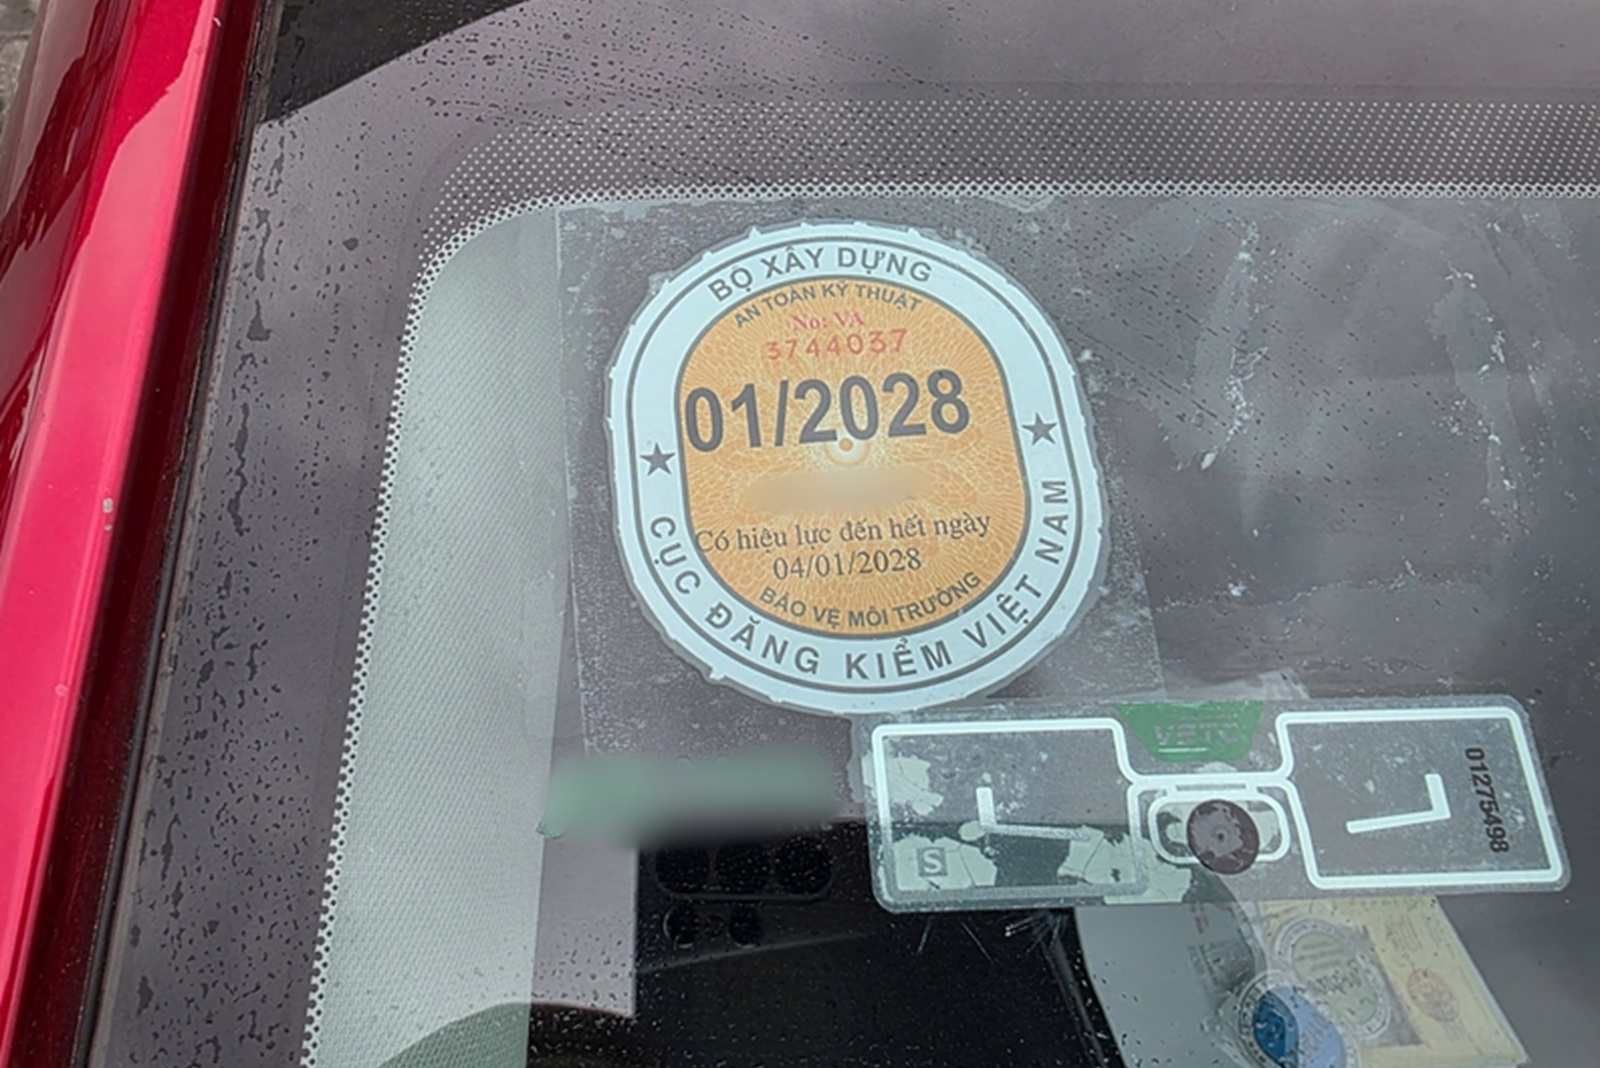 BỘ XÂY DỰNG
AN TOÀN KỸ THUẬT
No: VA
3744037
01/2028
Có hiệu lực đến hết ngày
04/01/2028
BẢO VỆ MÔI TRƯỜNG
★ CỤC ĐĂNG KIỂM VIỆT NAM ★
VETC
01275498
S